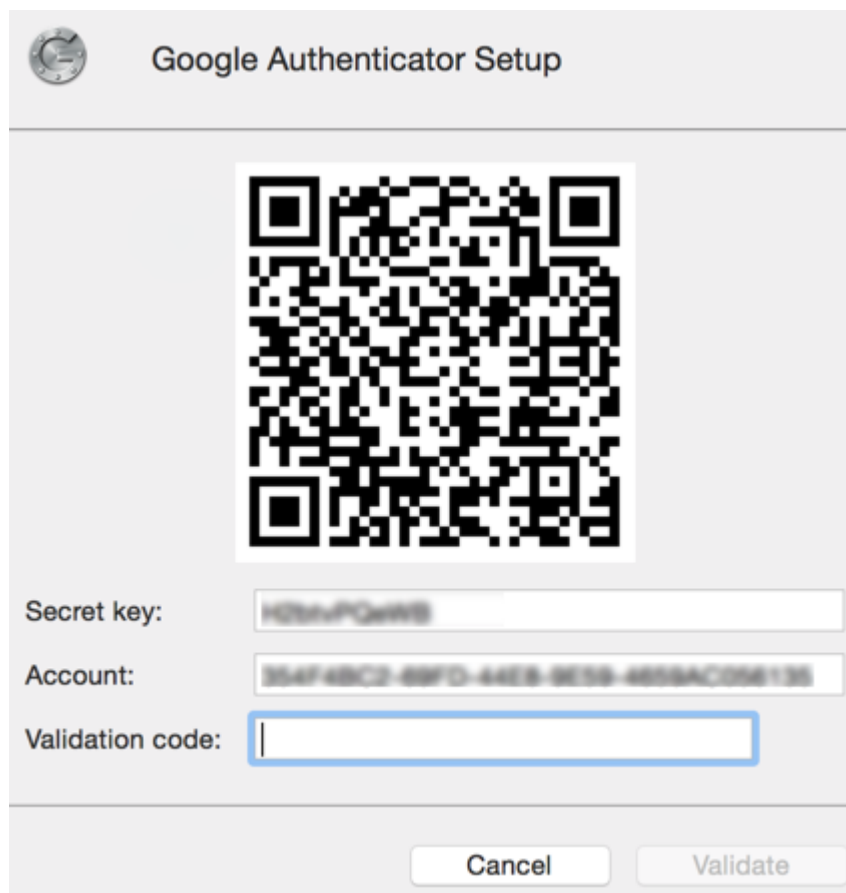 Google Authenticator Setup
Secret key:
Account:
Validation code:
Cancel
Validate